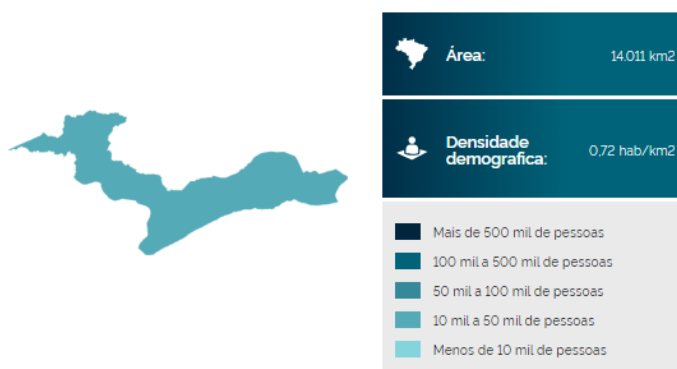 Área: 14.011 km2
Densidade
demografica: 0,72 hab/km2
Mais de 500 mil de pessoas
100 mil a 500 mil de pessoas
50 mil a 100 mil de pessoas
10 mil a 50 mil de pessoas
Menos de 10 mil de pessoas